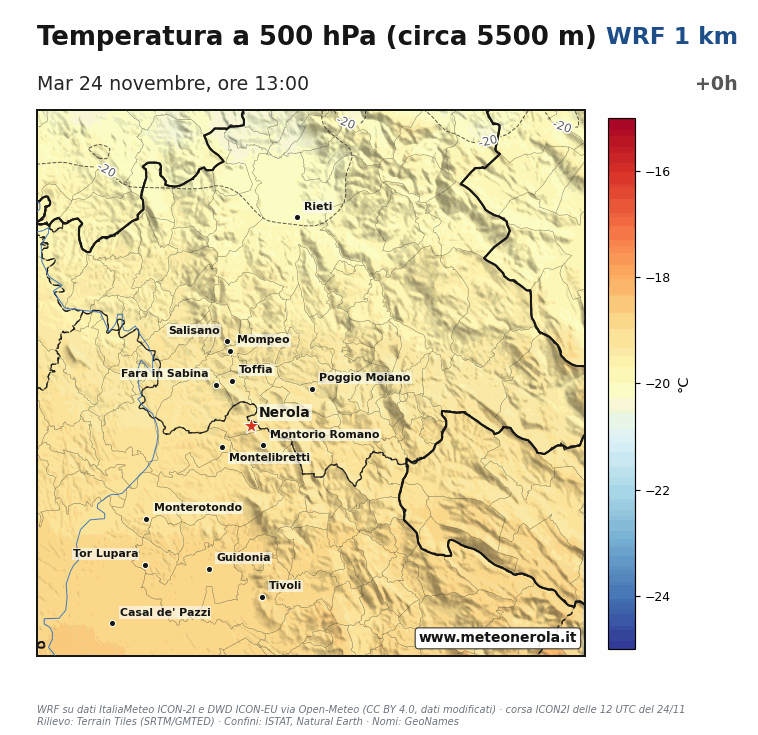 Temperatura a 500 hPa (circa 5500 m) WRF 1 km
Mar 24 novembre, ore 13:00 +0h
-20
-20
-20
-20
Rieti
Salisano
Mompeo
Fara in Sabina
Toffia
Poggio Moiano
Nerola
Montorio Romano
Montelibretti
Monterotondo
Tor Lupara
Guidonia
Tivoli
Casal de' Pazzi
www.meteonerola.it
−16
−18
−20
−22
−24
°C
WRF su dati ItaliaMeteo ICON-2I e DWD ICON-EU via Open-Meteo (CC BY 4.0, dati modificati) · corsa ICON2I delle 12 UTC del 24/11
Rilievo: Terrain Tiles (SRTM/GMTED) · Confini: ISTAT, Natural Earth · Nomi: GeoNames